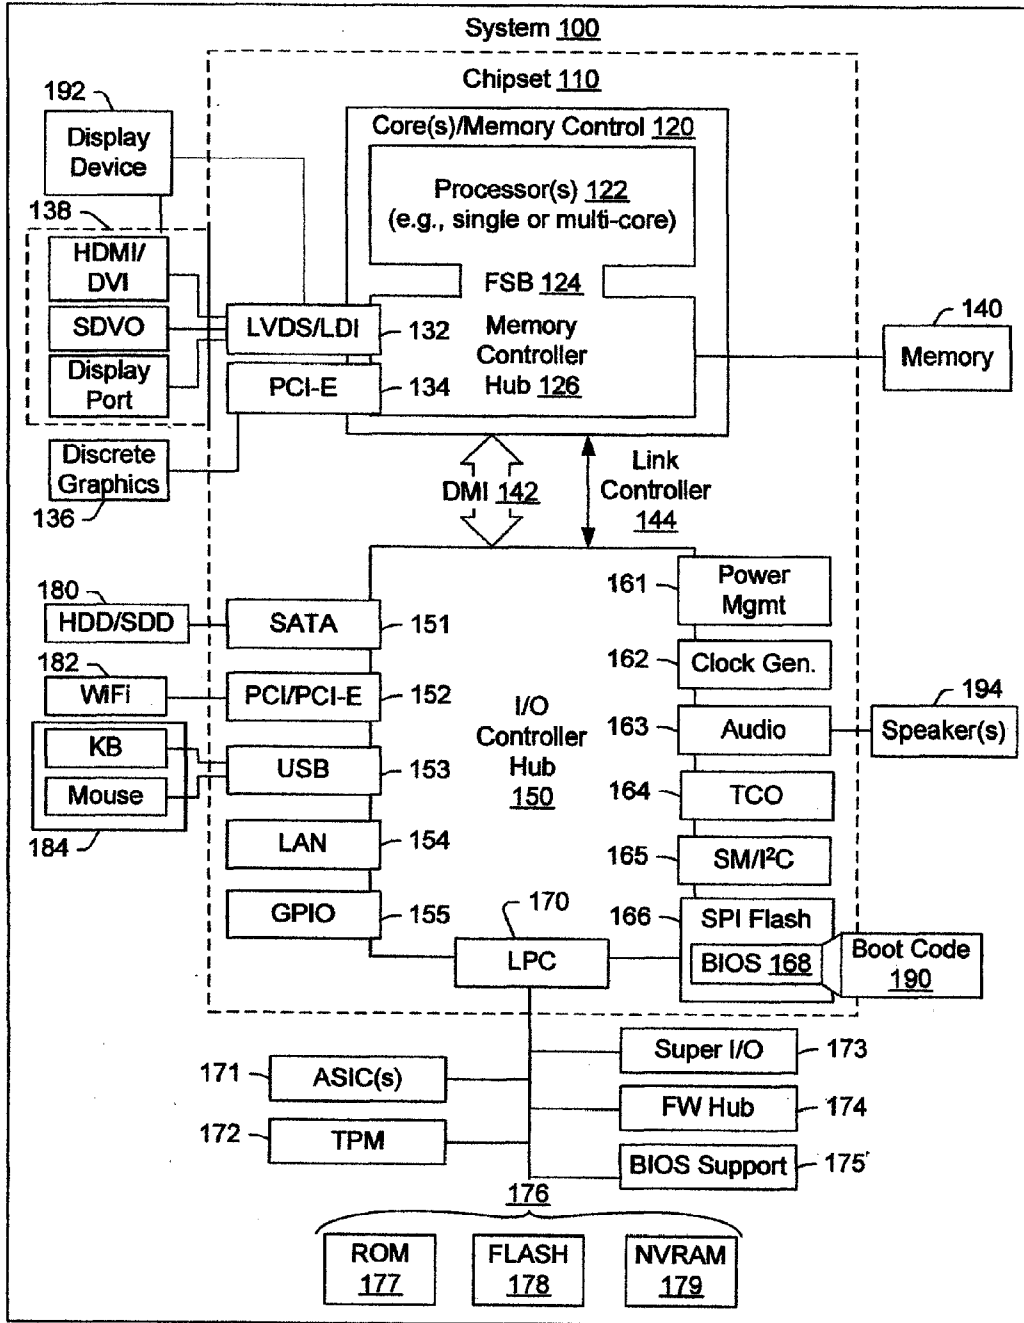 System 100
Chipset 110
192
Display
Device
Core(s)/Memory Control 120
Processor(s) 122
(e.g., single or multi-core)
138
HDMI/
DVI
SDVO
Display
Port
LVDS/LDI
132
PCI-E
134
FSB 124
Memory
Controller
Hub 126
140
Memory
Discrete
Graphics
136
DMI 142
Link
Controller
144
180
HDD/SDD
SATA
151
182
WiFi
PCI/PCI-E
152
KB
Mouse
184
USB
153
LAN
154
GPIO
155
I/O
Controller
Hub
150
161
Power
Mgmt
162
Clock Gen.
163
Audio
194
Speaker(s)
164
TCO
165
SM/I²C
166
SPI Flash
BIOS 168
Boot Code
190
170
LPC
171
ASIC(s)
172
TPM
Super I/O
173
FW Hub
174
BIOS Support
175
176
ROM
177
FLASH
178
NVRAM
179